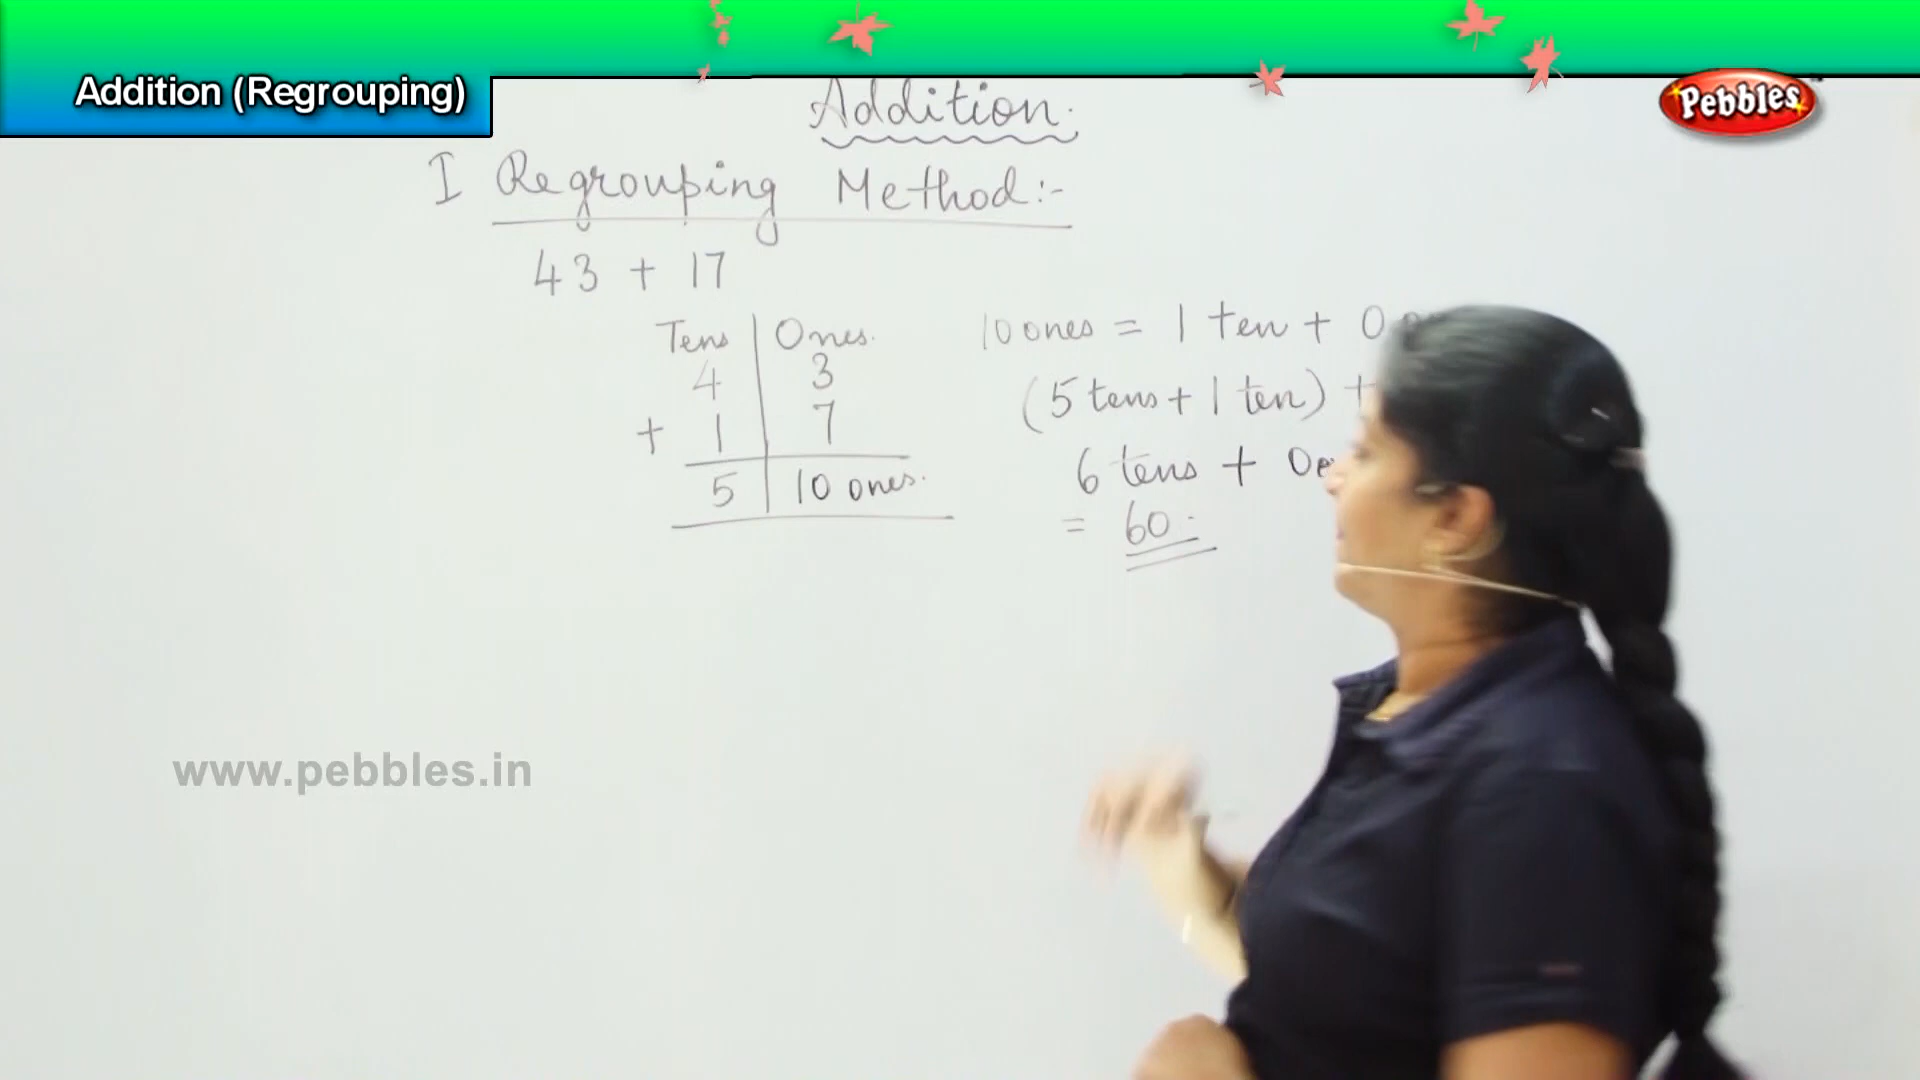 Addition (Regrouping)
Pebbles
Addition.
I Regrouping Method:-
43 + 17
Tens | Ones.
4 | 3
+ 1 | 7
5 | 10 ones.
10 ones = 1 ten + 0
(5 tens + 1 ten) +
6 tens + 0
= 60.
www.pebbles.in